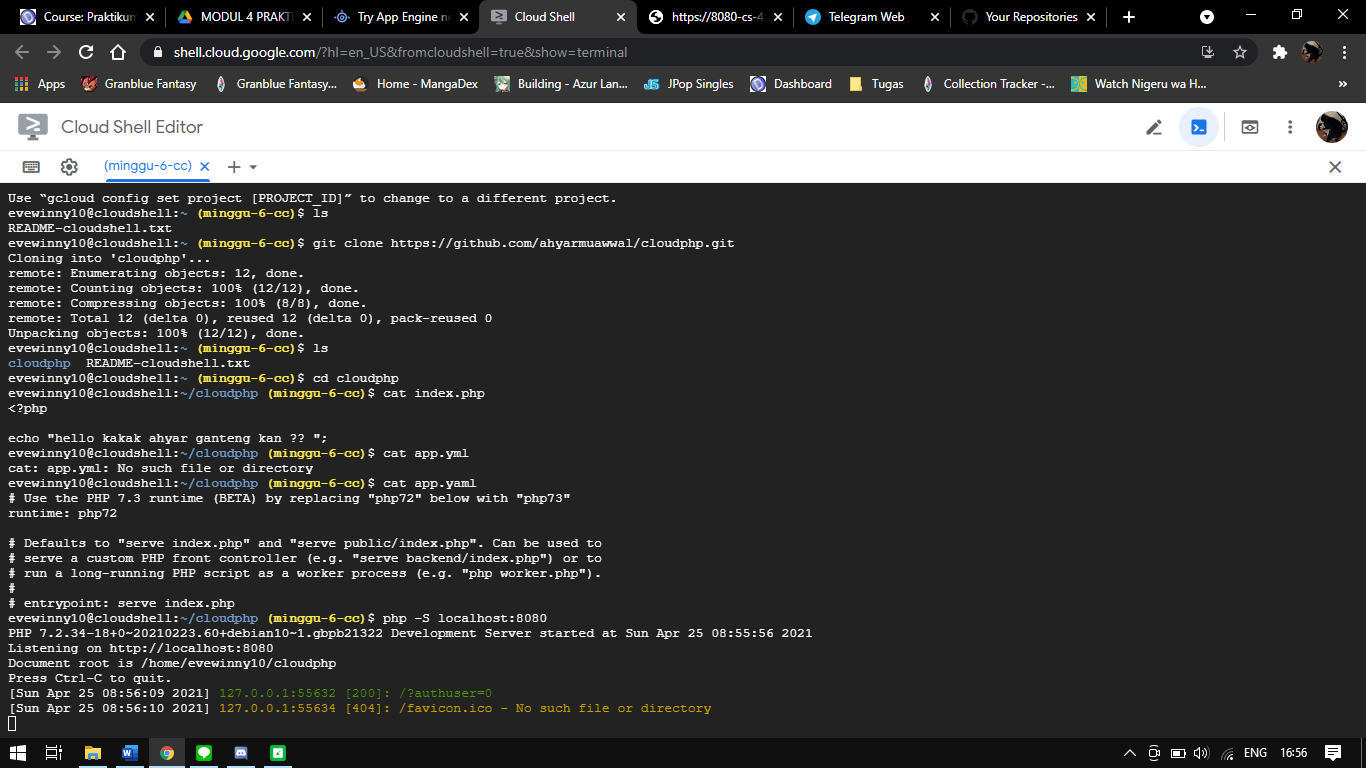 Course: Praktikum
MODUL 4 PRAKTI
Try App Engine no
Cloud Shell
https://8080-cs-4
Telegram Web
Your Repositories
shell.cloud.google.com/?hl=en_US&fromcloudshell=true&show=terminal
Apps
Granblue Fantasy
Granblue Fantasy...
Home - MangaDex
Building - Azur Lan...
JPop Singles
Dashboard
Tugas
Collection Tracker -...
Watch Nigeru wa H...
»
Cloud Shell Editor
(minggu-6-cc)
Use “gcloud config set project [PROJECT_ID]” to change to a different project.
evewinny10@cloudshell:~ (minggu-6-cc)$ ls
README-cloudshell.txt
evewinny10@cloudshell:~ (minggu-6-cc)$ git clone https://github.com/ahyarmuawwal/cloudphp.git
Cloning into 'cloudphp'...
remote: Enumerating objects: 12, done.
remote: Counting objects: 100% (12/12), done.
remote: Compressing objects: 100% (8/8), done.
remote: Total 12 (delta 0), reused 12 (delta 0), pack-reused 0
Unpacking objects: 100% (12/12), done.
evewinny10@cloudshell:~ (minggu-6-cc)$ ls
cloudphp  README-cloudshell.txt
evewinny10@cloudshell:~ (minggu-6-cc)$ cd cloudphp
evewinny10@cloudshell:~/cloudphp (minggu-6-cc)$ cat index.php
<?php
echo "hello kakak ahyar ganteng kan ?? ";
evewinny10@cloudshell:~/cloudphp (minggu-6-cc)$ cat app.yml
cat: app.yml: No such file or directory
evewinny10@cloudshell:~/cloudphp (minggu-6-cc)$ cat app.yaml
# Use the PHP 7.3 runtime (BETA) by replacing "php72" below with "php73"
runtime: php72
# Defaults to "serve index.php" and "serve public/index.php". Can be used to
# serve a custom PHP front controller (e.g. "serve backend/index.php") or to
# run a long-running PHP script as a worker process (e.g. "php worker.php").
#
# entrypoint: serve index.php
evewinny10@cloudshell:~/cloudphp (minggu-6-cc)$ php -S localhost:8080
PHP 7.2.34-18+0~20210223.60+debian10~1.gbpb21322 Development Server started at Sun Apr 25 08:55:56 2021
Listening on http://localhost:8080
Document root is /home/evewinny10/cloudphp
Press Ctrl-C to quit.
[Sun Apr 25 08:56:09 2021] 127.0.0.1:55632 [200]: /?authuser=0
[Sun Apr 25 08:56:10 2021] 127.0.0.1:55634 [404]: /favicon.ico - No such file or directory
ENG
16:56